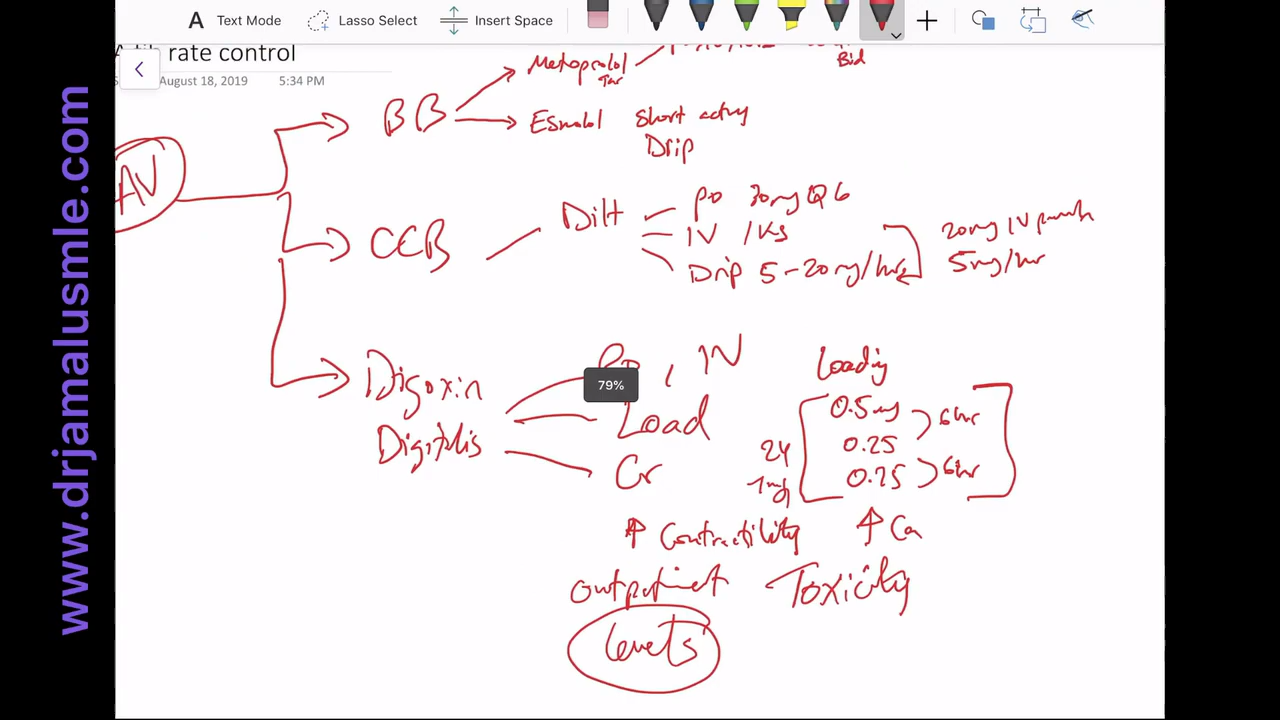 Text Mode
Lasso Select
Insert Space
rate control
August 18, 2019 5:34 PM
Metoprolol
Tar
Bid
BB
Esmolol Short acting
Drip
AV
CCB
Dilt
PO 30mg Q6
IV /KG
Drip 5-20mg/hr
20mg IV push
5mg/hr
Digoxin
Digitalis
PO , IV
79%
Load
Cr
Loading
0.5mg
6hr
0.25
0.25
6hr
24
1mg
↑ Contractility ↑ Ca
Outpatient Toxicity
levels
www.drjamalusmle.com